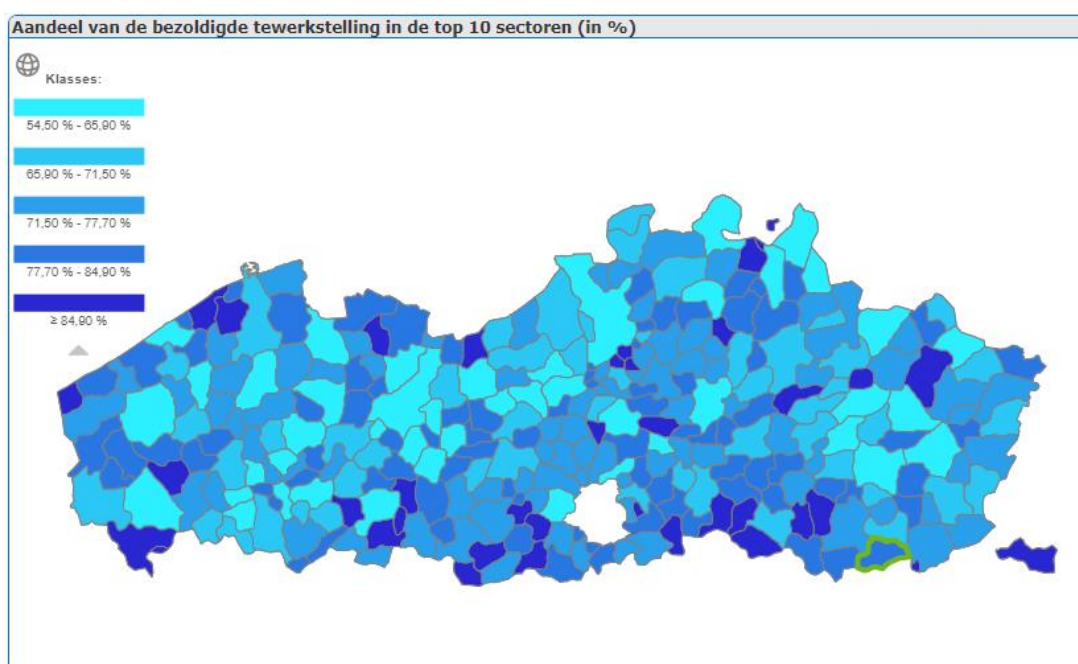 Aandeel van de bezoldigde tewerkstelling in de top 10 sectoren (in %)
Klasses:
54,50 % - 65,90 %
65,90 % - 71,50 %
71,50 % - 77,70 %
77,70 % - 84,90 %
≥ 84,90 %